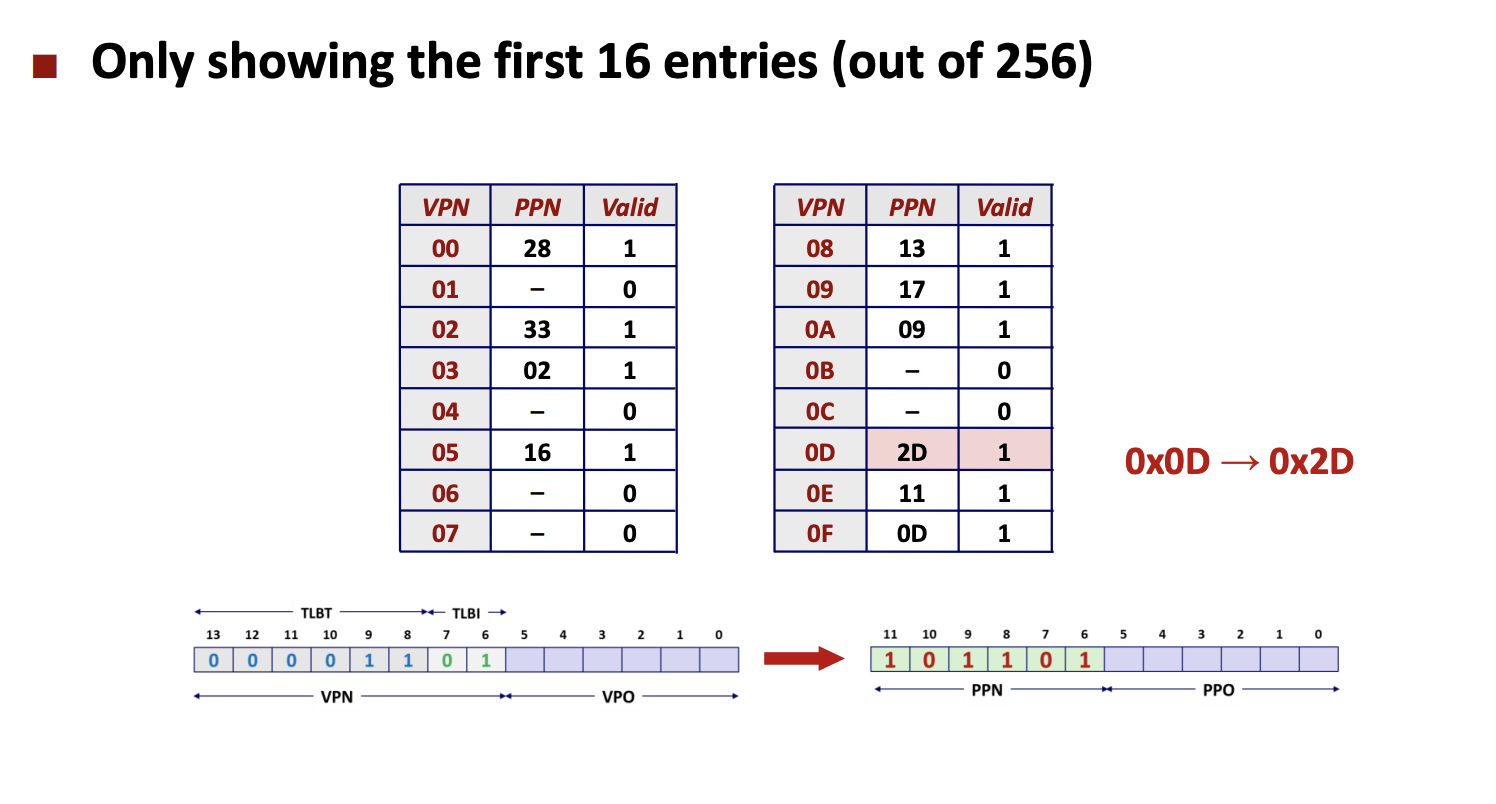 ■ Only showing the first 16 entries (out of 256)
VPN PPN Valid
00 28 1
01 – 0
02 33 1
03 02 1
04 – 0
05 16 1
06 – 0
07 – 0
VPN PPN Valid
08 13 1
09 17 1
0A 09 1
0B – 0
0C – 0
0D 2D 1
0E 11 1
0F 0D 1
0x0D → 0x2D
TLBT TLBI
13 12 11 10 9 8 7 6 5 4 3 2 1 0
0 0 0 0 1 1 0 1
VPN VPO
11 10 9 8 7 6 5 4 3 2 1 0
1 0 1 1 0 1
PPN PPO